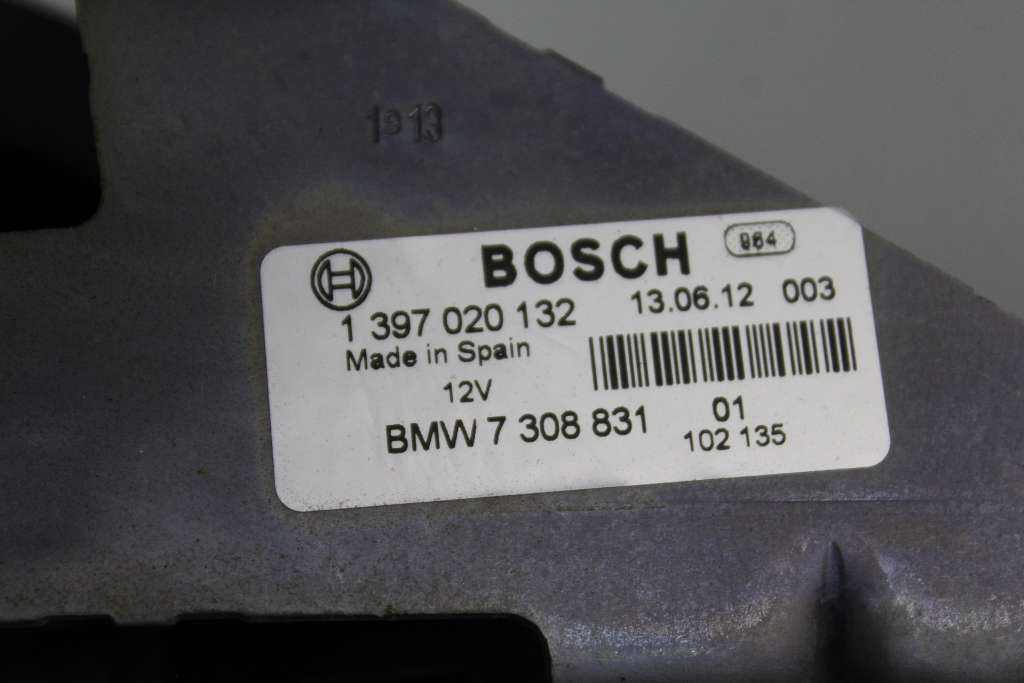 1913
BOSCH 964
1 397 020 132 13.06.12 003
Made in Spain
12V
BMW 7 308 831 01
102 135